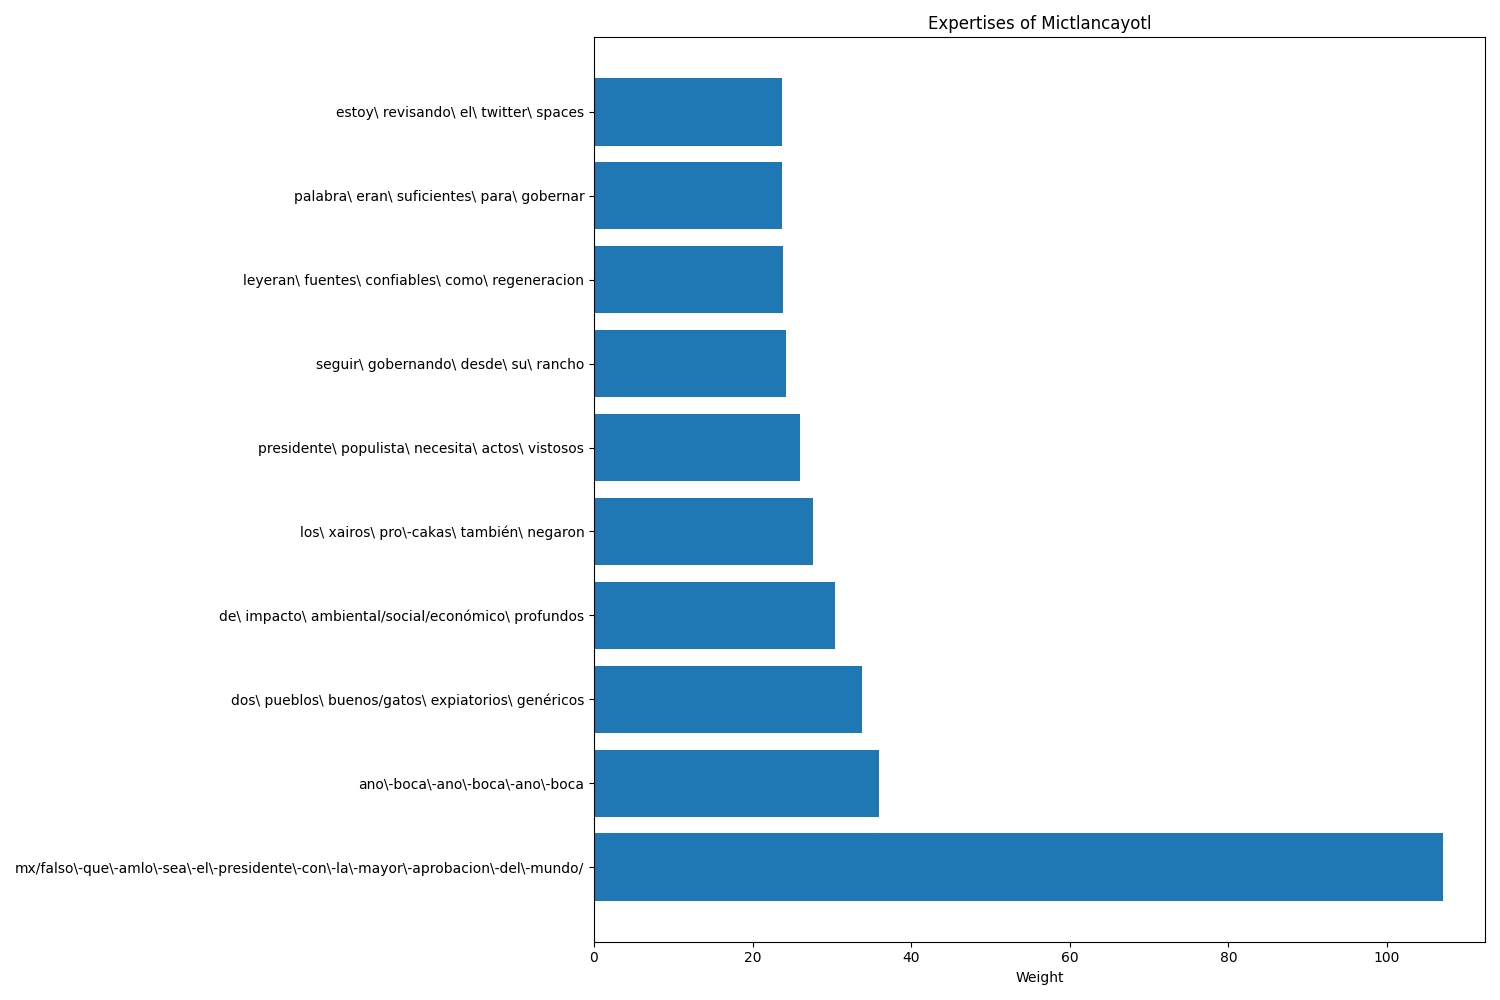 Expertises of Mictlancayotl
estoy\ revisando\ el\ twitter\ spaces
palabra\ eran\ suficientes\ para\ gobernar
leyeran\ fuentes\ confiables\ como\ regeneracion
seguir\ gobernando\ desde\ su\ rancho
presidente\ populista\ necesita\ actos\ vistosos
los\ xairos\ pro\-cakas\ también\ negaron
de\ impacto\ ambiental/social/económico\ profundos
dos\ pueblos\ buenos/gatos\ expiatorios\ genéricos
ano\-boca\-ano\-boca\-ano\-boca
mx/falso\-que\-amlo\-sea\-el\-presidente\-con\-la\-mayor\-aprobacion\-del\-mundo/
0 20 40 60 80 100
Weight